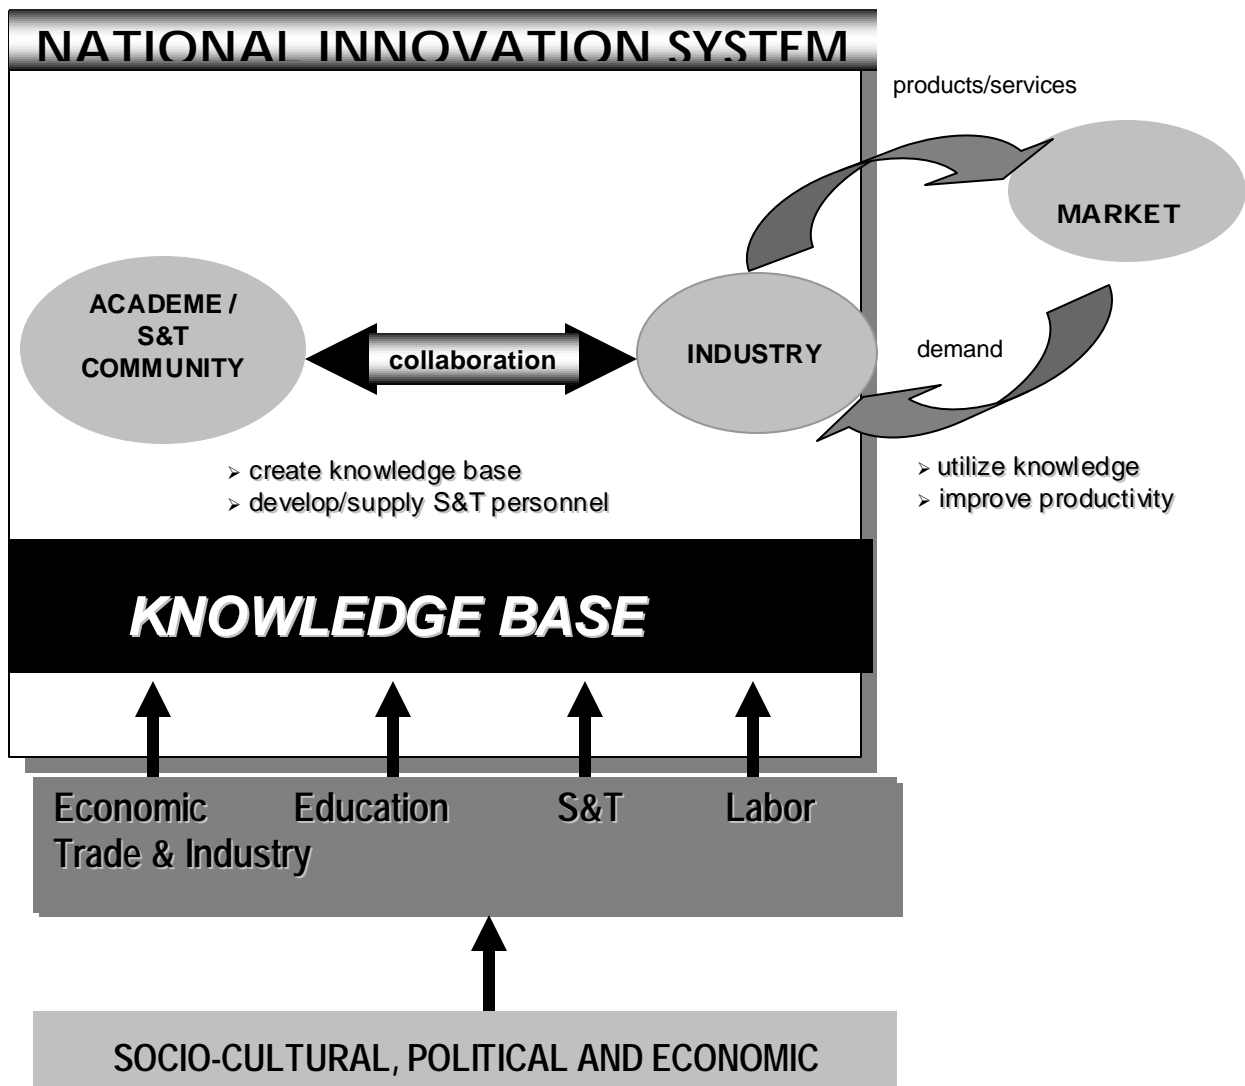 NATIONAL INNOVATION SYSTEM
products/services
MARKET
ACADEME /
S&T
COMMUNITY
collaboration
INDUSTRY
demand
➢ create knowledge base
➢ develop/supply S&T personnel
➢ utilize knowledge
➢ improve productivity
KNOWLEDGE BASE
Economic Education S&T Labor
Trade & Industry
SOCIO-CULTURAL, POLITICAL AND ECONOMIC